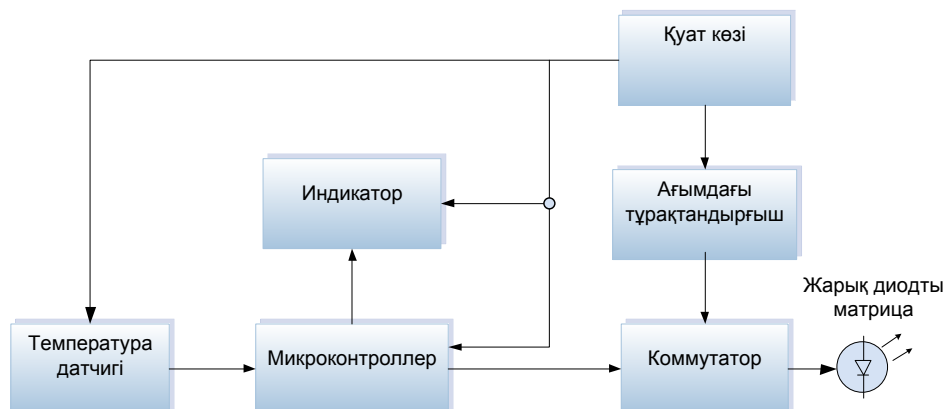 Қуат көзі
Индикатор
Ағымдағы
тұрақтандырғыш
Жарық диодты
матрица
Температура
датчигі
Микроконтроллер
Коммутатор